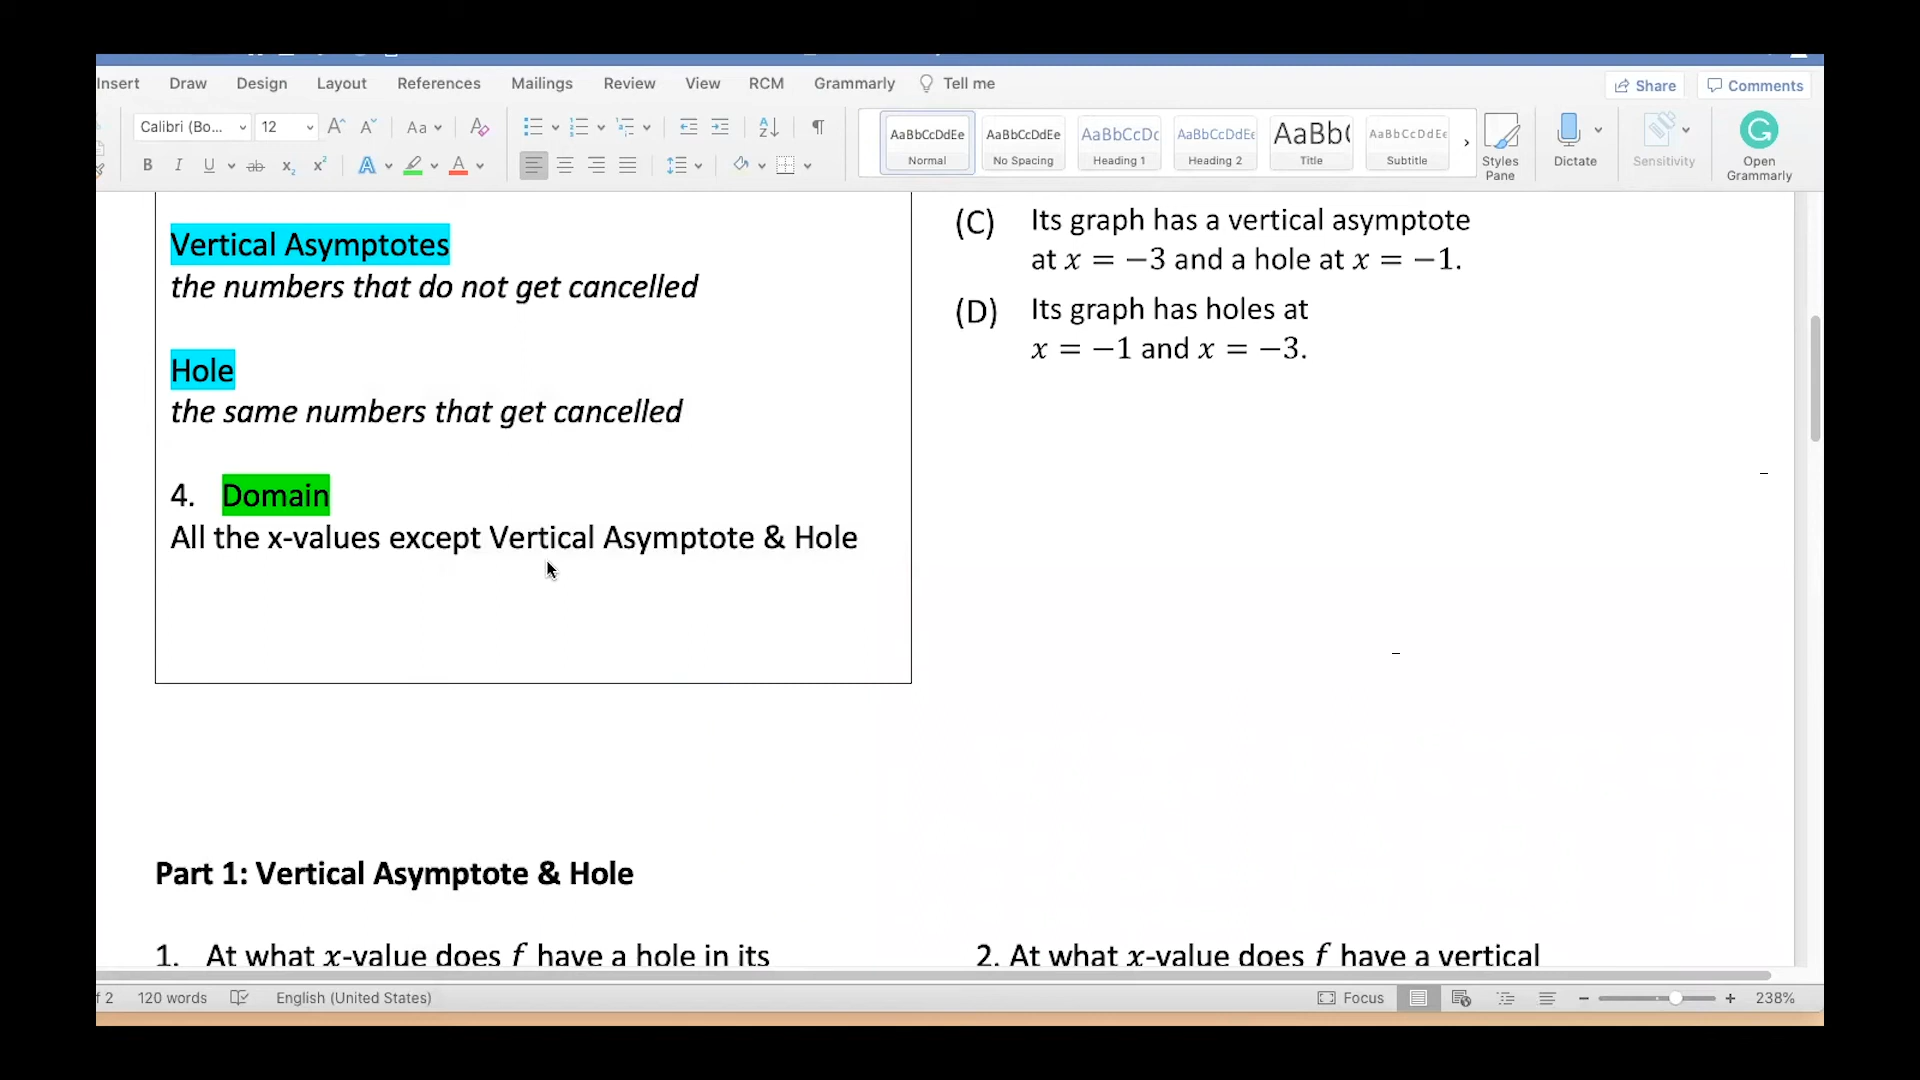 Insert Draw Design Layout References Mailings Review View RCM Grammarly Tell me Share Comments
Calibri (Bo... 12 Aa
AaBbCcDdEe AaBbCcDdEe AaBbCcDc AaBbCcDdEe AaBb( AaBbCcDdEe
Normal No Spacing Heading 1 Heading 2 Title Subtitle
Styles Pane
Dictate
Sensitivity
Open Grammarly
Vertical Asymptotes
the numbers that do not get cancelled
Hole
the same numbers that get cancelled
4. Domain
All the x-values except Vertical Asymptote & Hole
(C) Its graph has a vertical asymptote
at x = −3 and a hole at x = −1.
(D) Its graph has holes at
x = −1 and x = −3.
Part 1: Vertical Asymptote & Hole
1. At what x-value does f have a hole in its
2. At what x-value does f have a vertical
f 2 120 words English (United States) Focus 238%